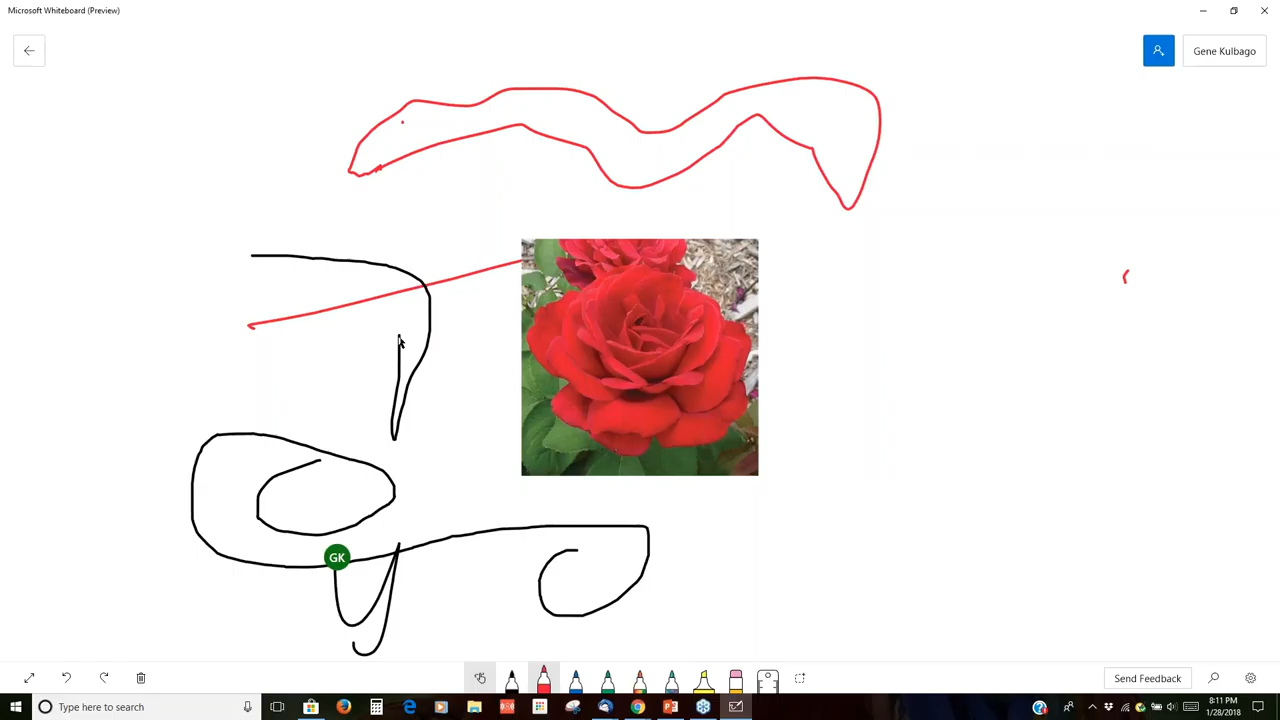 Microsoft Whiteboard (Preview)
Gene Kulbago
GK
Send Feedback
Type here to search
8:11 PM
1/28/2018